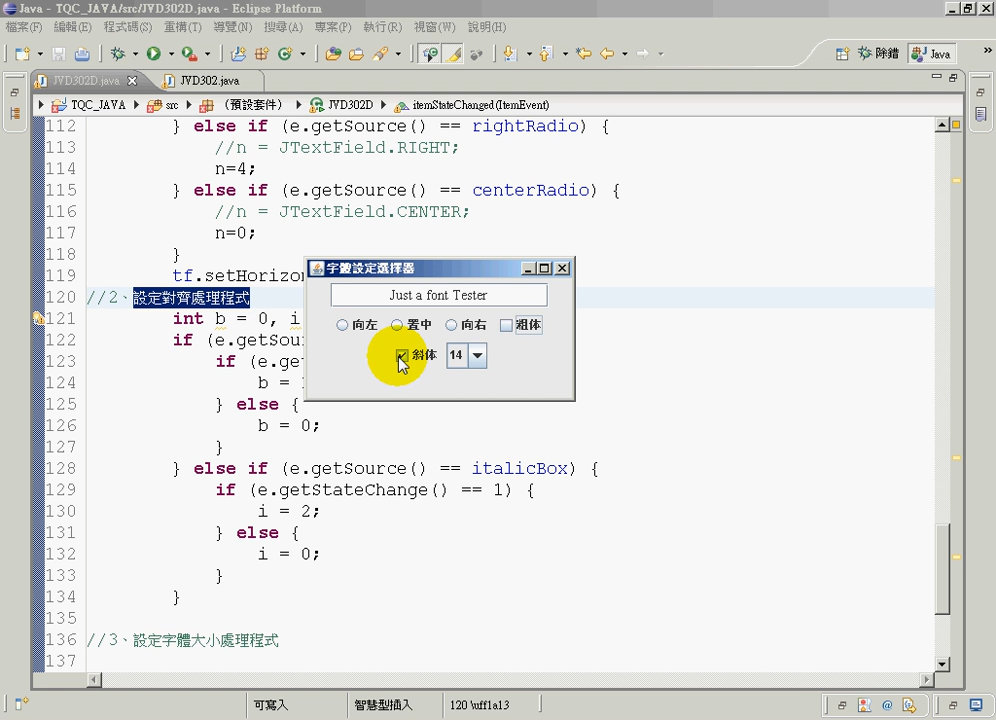 Java - TQC_JAVA/src/JVD302D.java - Eclipse Platform
檔案(F) 編輯(E) 程式碼(S) 重構(T) 導覽(N) 搜尋(A) 專案(P) 執行(R) 視窗(W) 說明(H)
除錯 Java »
JVD302D.java JVD302.java
TQC_JAVA src (預設套件) JVD302D itemStateChanged(ItemEvent)
112 } else if (e.getSource() == rightRadio) {
113 //n = JTextField.RIGHT;
114 n=4;
115 } else if (e.getSource() == centerRadio) {
116 //n = JTextField.CENTER;
117 n=0;
118 }
119 tf.setHorizon
120 //2、設定對齊處理程式
121 int b = 0, i
122 if (e.getSou
123 if (e.get
124 b = 
125 } else {
126 b = 0;
127 }
128 } else if (e.getSource() == italicBox) {
129 if (e.getStateChange() == 1) {
130 i = 2;
131 } else {
132 i = 0;
133 }
134 }
135
136 //3、設定字體大小處理程式
137
字體設定選擇器
Just a font Tester
向左 置中 向右 粗体
斜体 14
可寫入 智慧型插入 120 \uff1a13